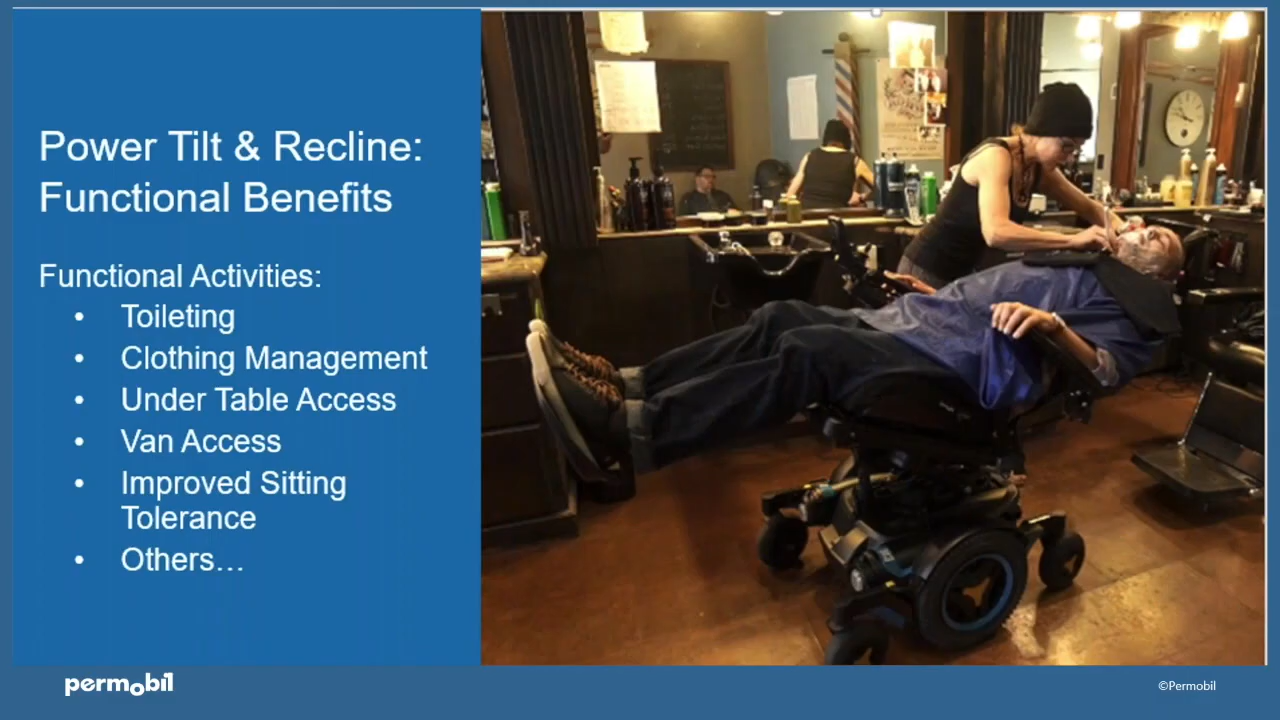 Power Tilt & Recline:
Functional Benefits
Functional Activities:
• Toileting
• Clothing Management
• Under Table Access
• Van Access
• Improved Sitting
Tolerance
• Others…
permobil
©Permobil